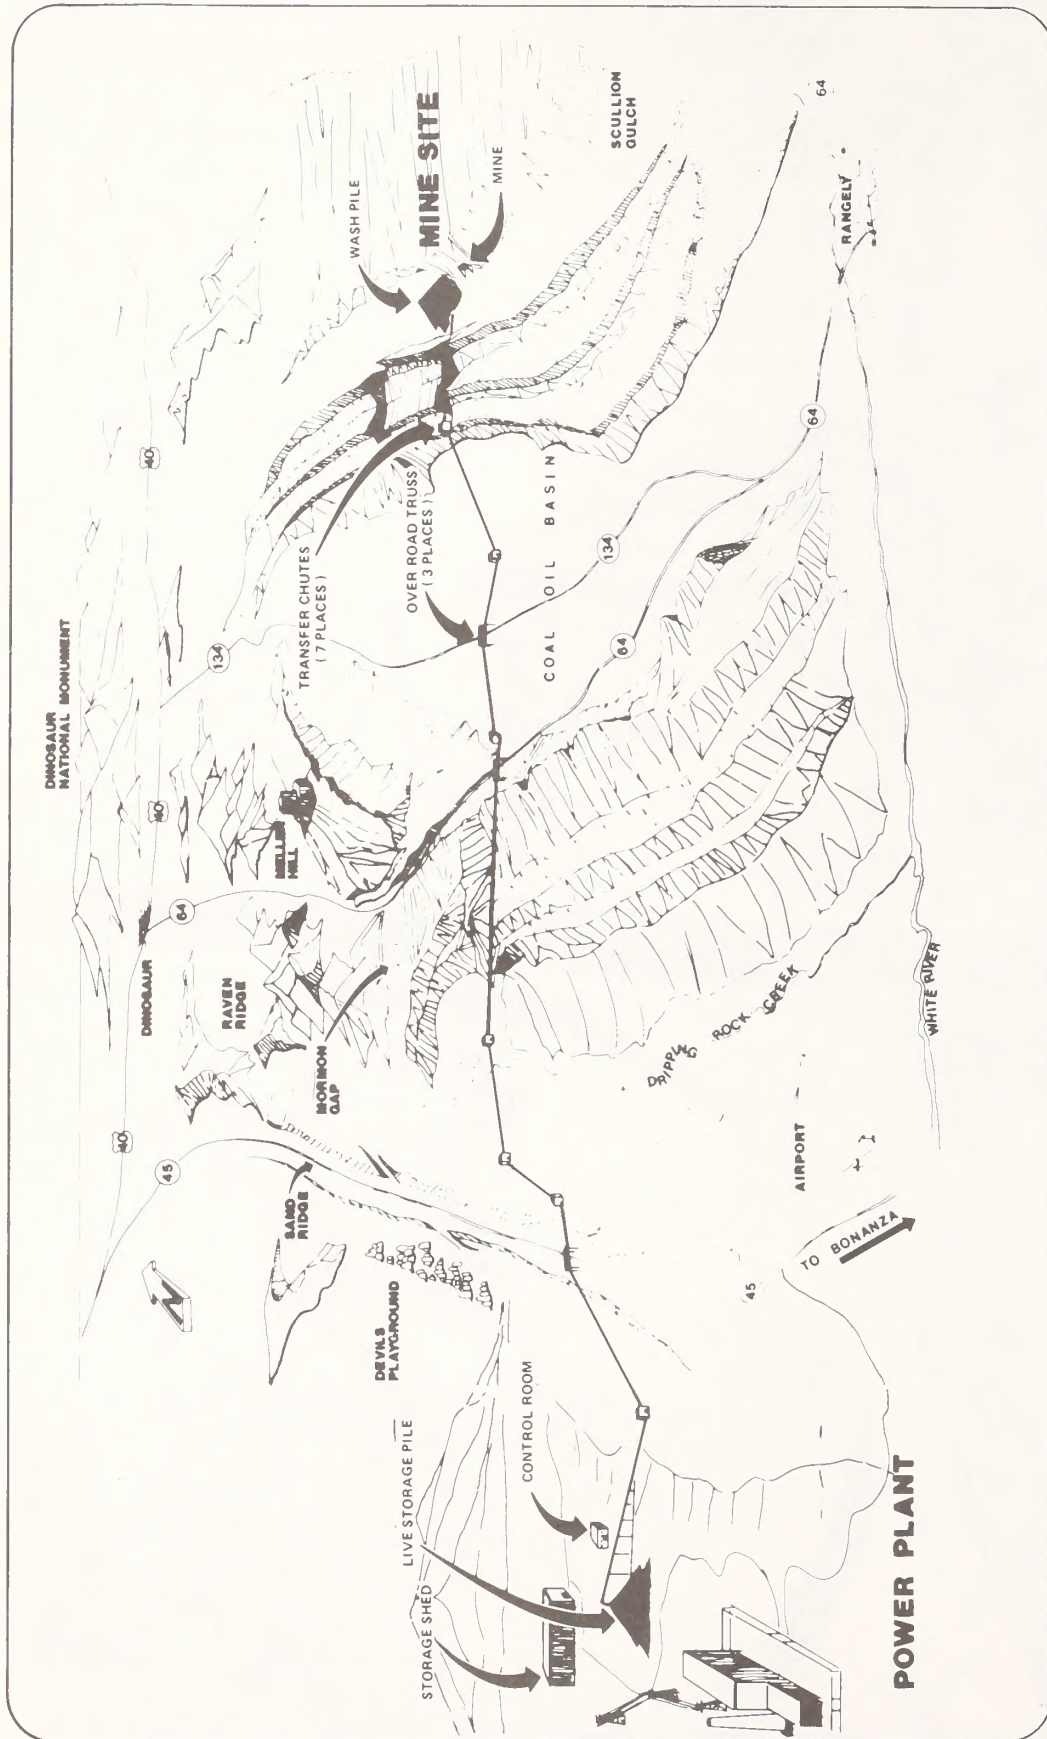 DINOSAUR
NATIONAL MONUMENT
40
40
40
DINOSAUR
64
134
45
RAVEN
RIDGE
MELLEN
HILL
MORMON
GAP
SAND
RIDGE
N
DEVILS
PLAYGROUND
WASH PILE
MINE SITE
MINE
SCULLION
GULCH
TRANSFER CHUTES
(7 PLACES)
OVER ROAD TRUSS
(3 PLACES)
COAL OIL BASIN
134
64
64
64
RANGELY
DRIPPING ROCK CREEK
WHITE RIVER
AIRPORT
TO BONANZA
45
STORAGE SHED
LIVE STORAGE PILE
CONTROL ROOM
POWER PLANT